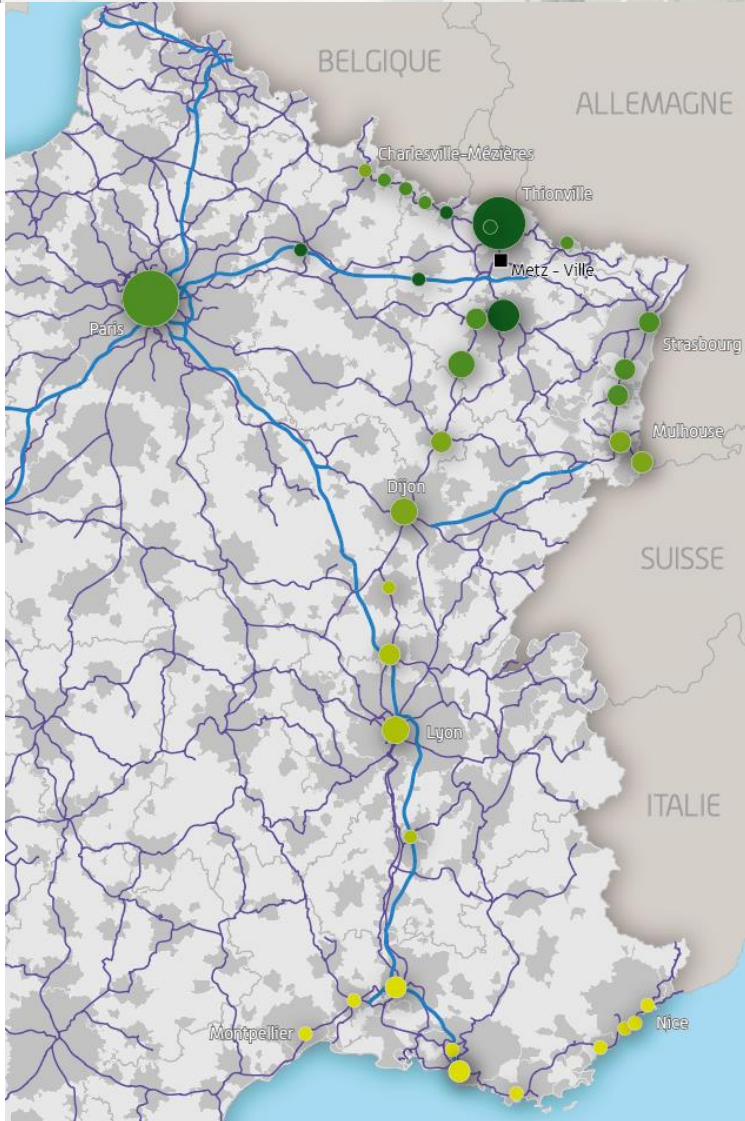 BELGIQUE
ALLEMAGNE
Charlesville-Mézières
Thionville
Metz - Ville
Paris
Strasbourg
Mulhouse
Dijon
SUISSE
Lyon
ITALIE
Montpellier
Nice